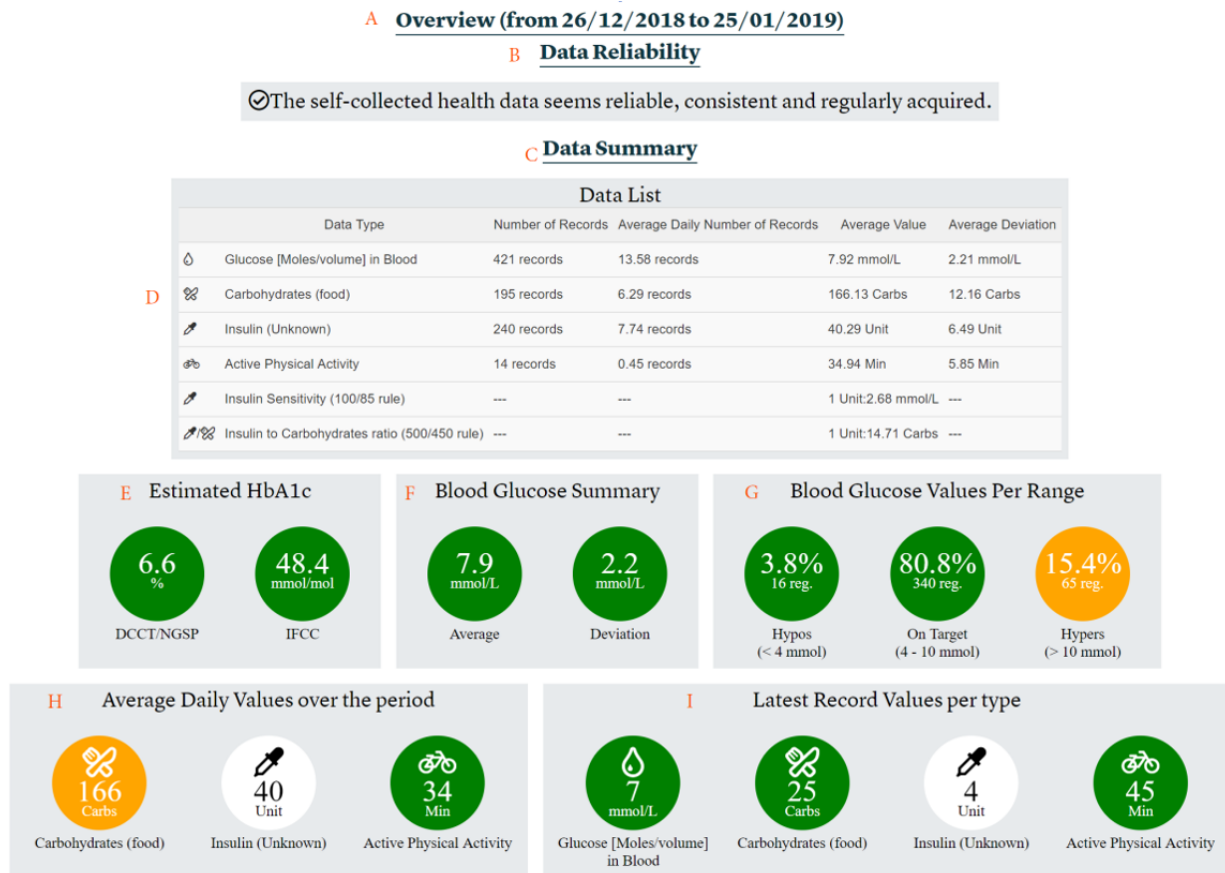 A Overview (from 26/12/2018 to 25/01/2019)
B Data Reliability
The self-collected health data seems reliable, consistent and regularly acquired.
C Data Summary
Data List
Data Type Number of Records Average Daily Number of Records Average Value Average Deviation
Glucose [Moles/volume] in Blood 421 records 13.58 records 7.92 mmol/L 2.21 mmol/L
D Carbohydrates (food) 195 records 6.29 records 166.13 Carbs 12.16 Carbs
Insulin (Unknown) 240 records 7.74 records 40.29 Unit 6.49 Unit
Active Physical Activity 14 records 0.45 records 34.94 Min 5.85 Min
Insulin Sensitivity (100/85 rule) --- --- 1 Unit:2.68 mmol/L ---
/ Insulin to Carbohydrates ratio (500/450 rule) --- --- 1 Unit:14.71 Carbs ---
E Estimated HbA1c
6.6
%
DCCT/NGSP
48.4
mmol/mol
IFCC
F Blood Glucose Summary
7.9
mmol/L
Average
2.2
mmol/L
Deviation
G Blood Glucose Values Per Range
3.8%
16 reg.
Hypos
(< 4 mmol)
80.8%
340 reg.
On Target
(4 - 10 mmol)
15.4%
65 reg.
Hypers
(> 10 mmol)
H Average Daily Values over the period
166
Carbs
Carbohydrates (food)
40
Unit
Insulin (Unknown)
34
Min
Active Physical Activity
I Latest Record Values per type
7
mmol/L
Glucose [Moles/volume]
in Blood
25
Carbs
Carbohydrates (food)
4
Unit
Insulin (Unknown)
45
Min
Active Physical Activity